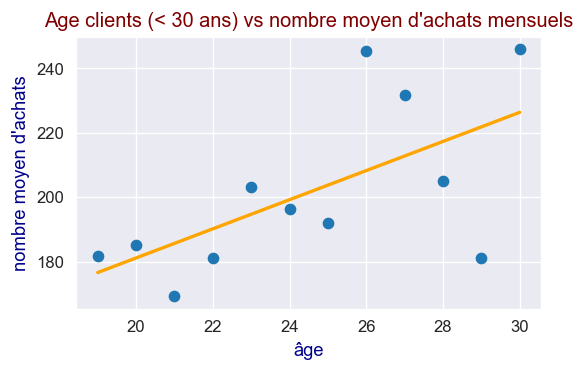 Age clients (< 30 ans) vs nombre moyen d'achats mensuels
nombre moyen d'achats
240
220
200
180
20 22 24 26 28 30
âge